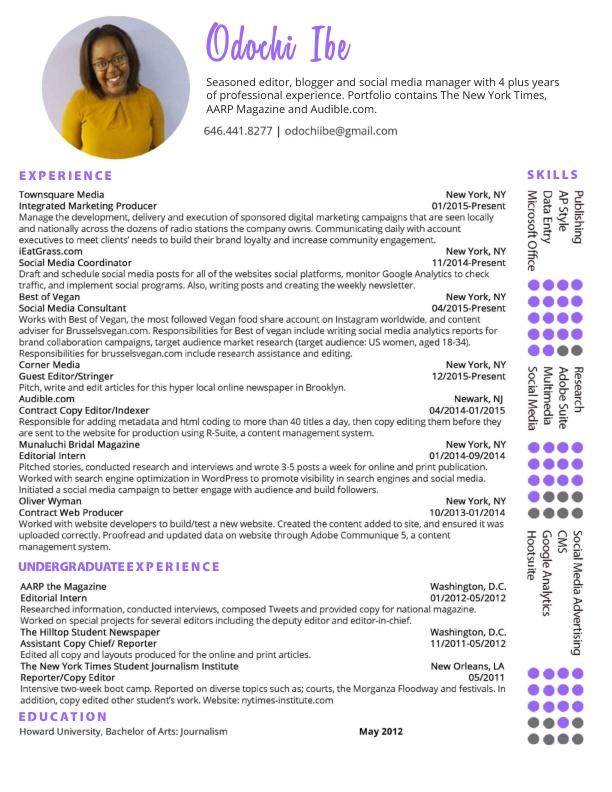 Odochi Ibe
Seasoned editor, blogger and social media manager with 4 plus years
of professional experience. Portfolio contains The New York Times,
AARP Magazine and Audible.com.
646.441.8277 | odochiibe@gmail.com
EXPERIENCE
Townsquare Media New York, NY
Integrated Marketing Producer 01/2015-Present
Manage the development, delivery and execution of sponsored digital marketing campaigns that are seen locally
and nationally across the dozens of radio stations the company owns. Communicating daily with account
executives to meet clients' needs to build their brand loyalty and increase community engagement.
iEatGrass.com New York, NY
Social Media Coordinator 11/2014-Present
Draft and schedule social media posts for all of the websites social platforms, monitor Google Analytics to check
traffic, and implement social programs. Also, writing posts and creating the weekly newsletter.
Best of Vegan New York, NY
Social Media Consultant 04/2015-Present
Works with Best of Vegan, the most followed Vegan food share account on Instagram worldwide, and content
adviser for Brusselsvegan.com. Responsibilities for Best of vegan include writing social media analytics reports for
brand collaboration campaigns, target audience market research (target audience: US women, aged 18-34).
Responsibilities for brusselsvegan.com include research assistance and editing.
Corner Media New York, NY
Guest Editor/Stringer 12/2015-Present
Pitch, write and edit articles for this hyper local online newspaper in Brooklyn.
Audible.com Newark, NJ
Contract Copy Editor/Indexer 04/2014-01/2015
Responsible for adding metadata and html coding to more than 40 titles a day, then copy editing them before they
are sent to the website for production using R-Suite, a content management system.
Munaluchi Bridal Magazine New York, NY
Editorial Intern 01/2014-09/2014
Pitched stories, conducted research and interviews and wrote 3-5 posts a week for online and print publication.
Worked with search engine optimization in WordPress to promote visibility in search engines and social media.
Initiated a social media campaign to better engage with audience and build followers.
Oliver Wyman New York, NY
Contract Web Producer 10/2013-01/2014
Worked with website developers to build/test a new website. Created the content added to site, and ensured it was
uploaded correctly. Proofread and updated data on website through Adobe Communique 5, a content
management system.
UNDERGRADUATE EXPERIENCE
AARP the Magazine Washington, D.C.
Editorial Intern 01/2012-05/2012
Researched information, conducted interviews, composed Tweets and provided copy for national magazine.
Worked on special projects for several editors including the deputy editor and editor-in-chief.
The Hilltop Student Newspaper Washington, D.C.
Assistant Copy Chief/ Reporter 11/2011-05/2012
Edited all copy and layouts produced for the online and print articles.
The New York Times Student Journalism Institute New Orleans, LA
Reporter/Copy Editor 05/2011
Intensive two-week boot camp. Reported on diverse topics such as; courts, the Morganza Floodway and festivals. In
addition, copy edited other student's work. Website: nytimes-institute.com
EDUCATION
Howard University, Bachelor of Arts: Journalism May 2012
SKILLS
Publishing
AP Style
Data Entry
Microsoft Office
Research
Adobe Suite
Multimedia
Social Media
Social Media Advertising
CMS
Google Analytics
Hootsuite